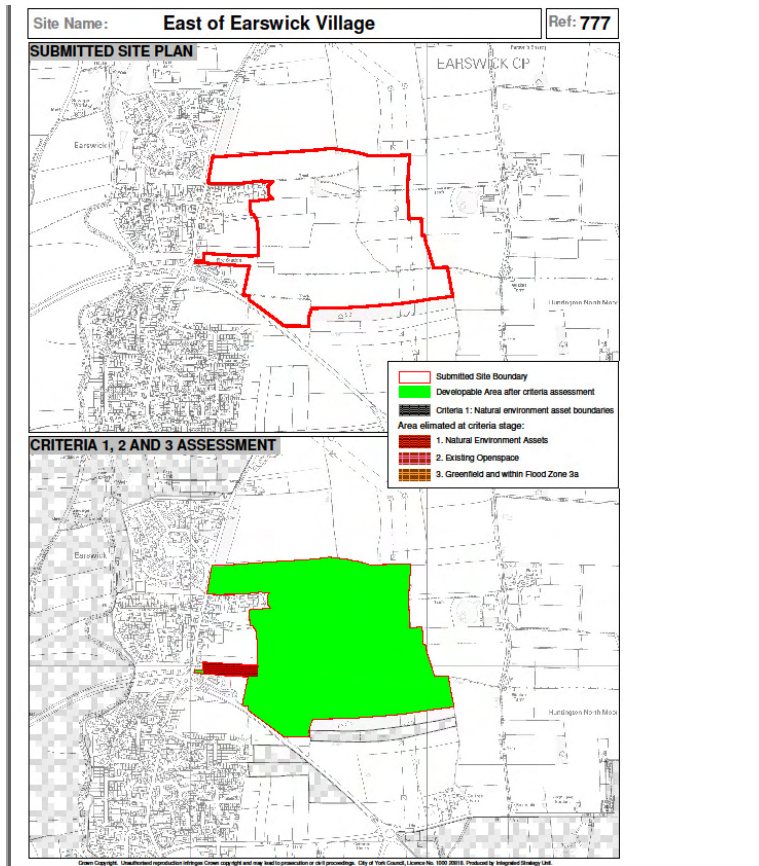 Site Name: East of Earswick Village Ref: 777
SUBMITTED SITE PLAN
EARSWICK CP
Earswick
Huntington North Moor
Submitted Site Boundary
Developable Area after criteria assessment
Criteria 1: Natural environment asset boundaries
Area elimated at criteria stage:
1. Natural Environment Assets
2. Existing Openspace
3. Greenfield and within Flood Zone 3a
CRITERIA 1, 2 AND 3 ASSESSMENT
Earswick
Huntington North Moor
Crown Copyright. Unauthorised reproduction infringes Crown copyright and may lead to prosecution or civil proceedings. City of York Council, Licence No. 1000 20818. Produced by Integrated Strategy Unit.